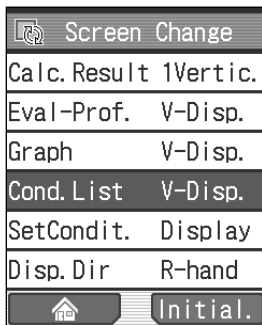 Screen Change
Calc.Result 1Vertic.
Eval-Prof. V-Disp.
Graph V-Disp.
Cond.List V-Disp.
SetCondit. Display
Disp.Dir R-hand
Initial.